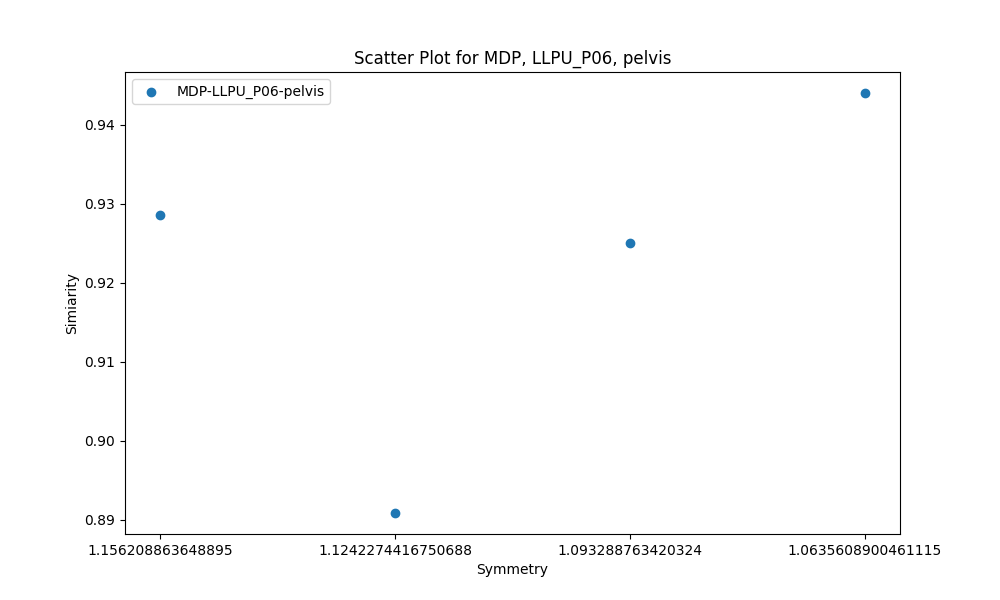 Scatter Plot for MDP, LLPU_P06, pelvis
MDP-LLPU_P06-pelvis
0.94
0.93
0.92
0.91
0.90
0.89
Simiarity
1.156208863648895
1.1242274416750688
1.093288763420324
1.0635608900461115
Symmetry